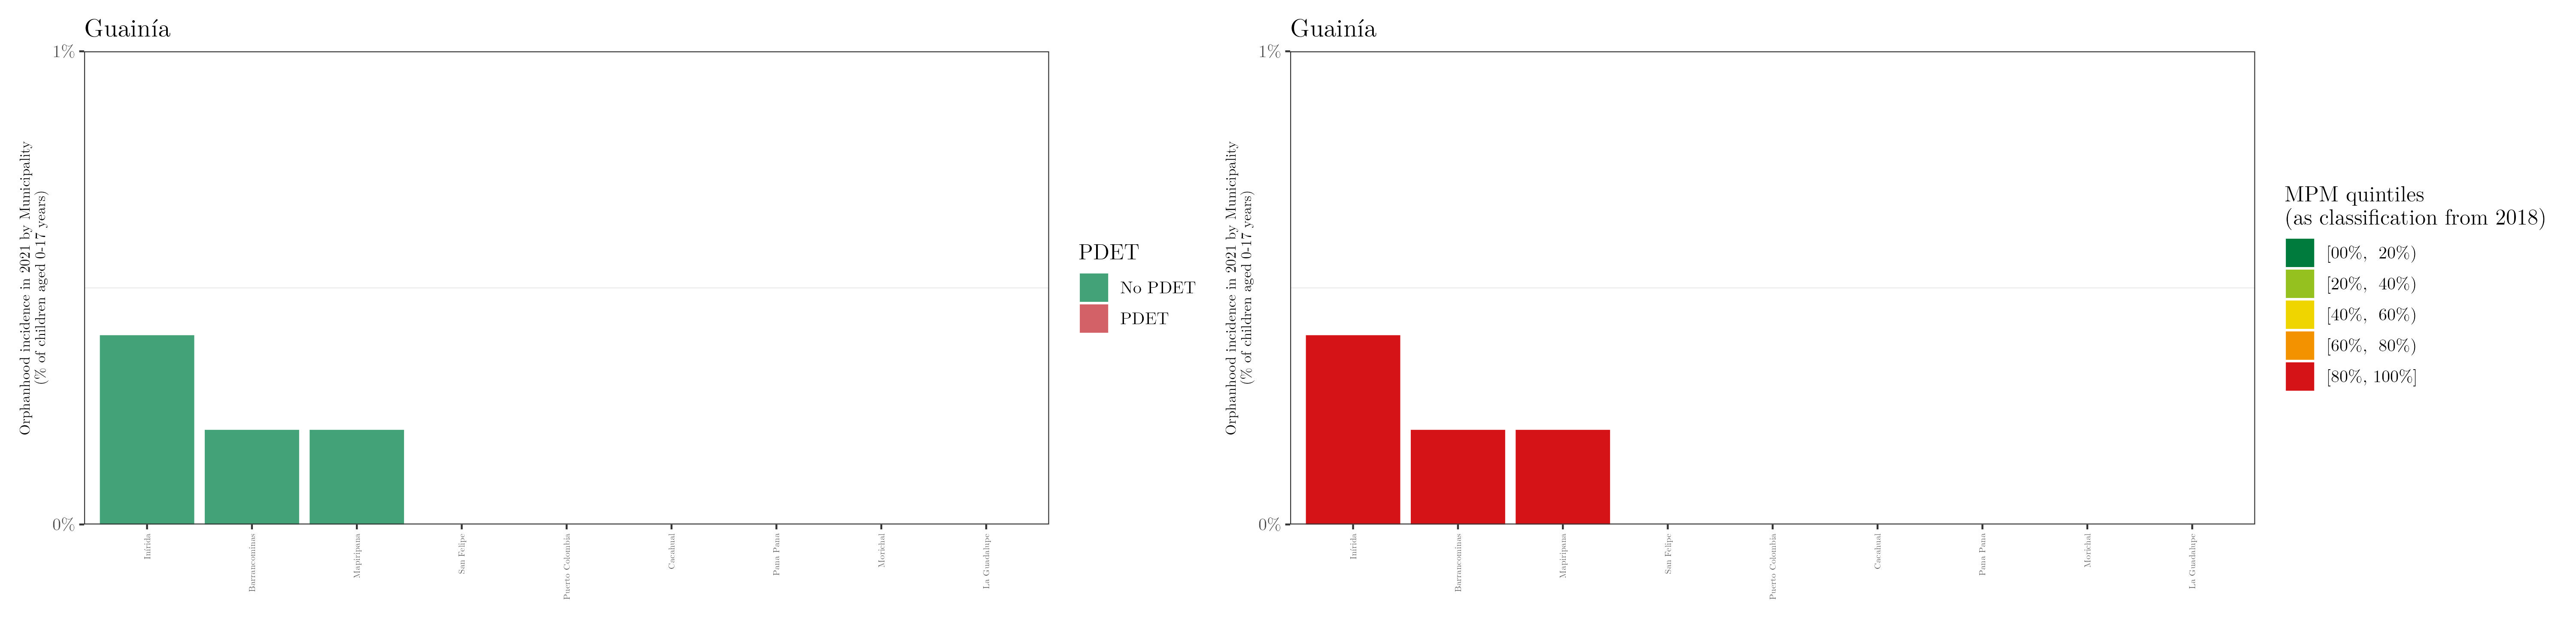 Guainía
1%
0%
Orphanhood incidence in 2021 by Municipality
(% of children aged 0-17 years)
Inírida
Barrancominas
Mapiripana
San Felipe
Puerto Colombia
Cacahual
Pana Pana
Morichal
La Guadalupe
PDET
No PDET
PDET
Guainía
1%
0%
Orphanhood incidence in 2021 by Municipality
(% of children aged 0-17 years)
Inírida
Barrancominas
Mapiripana
San Felipe
Puerto Colombia
Cacahual
Pana Pana
Morichal
La Guadalupe
MPM quintiles
(as classification from 2018)
[00%, 20%)
[20%, 40%)
[40%, 60%)
[60%, 80%)
[80%, 100%]